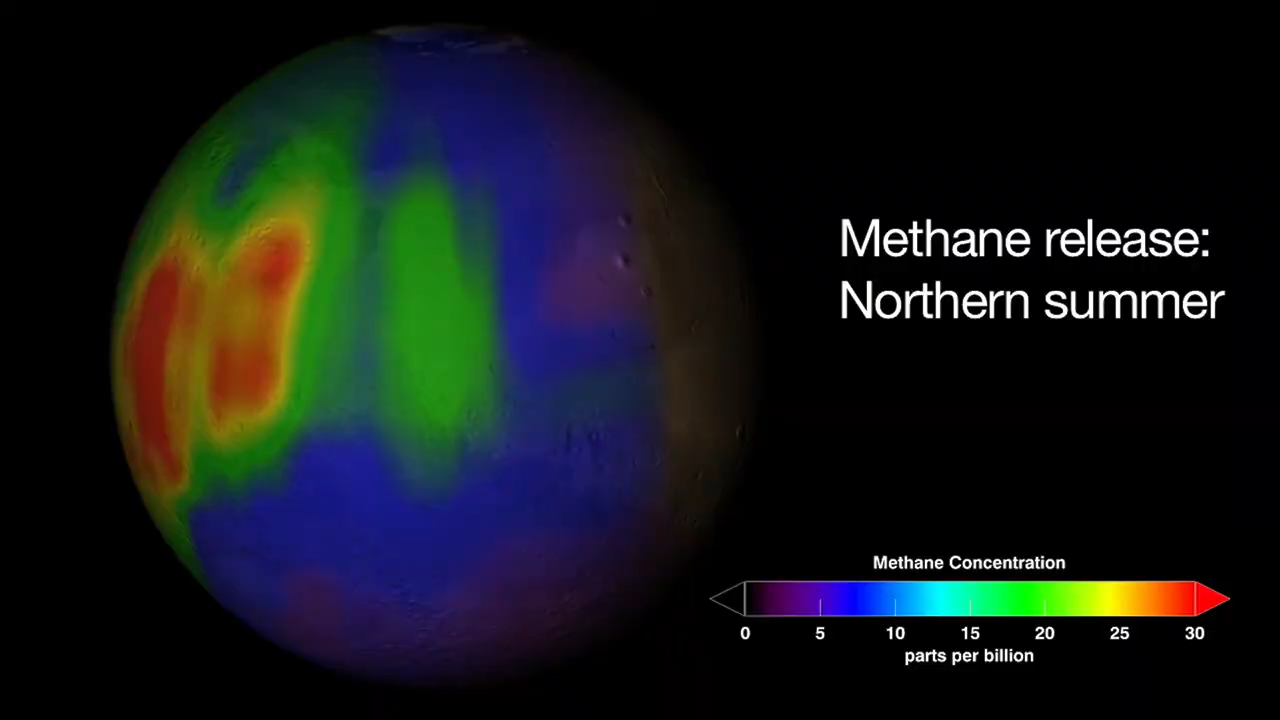 Methane release:
Northern summer
Methane Concentration
0 5 10 15 20 25 30
parts per billion